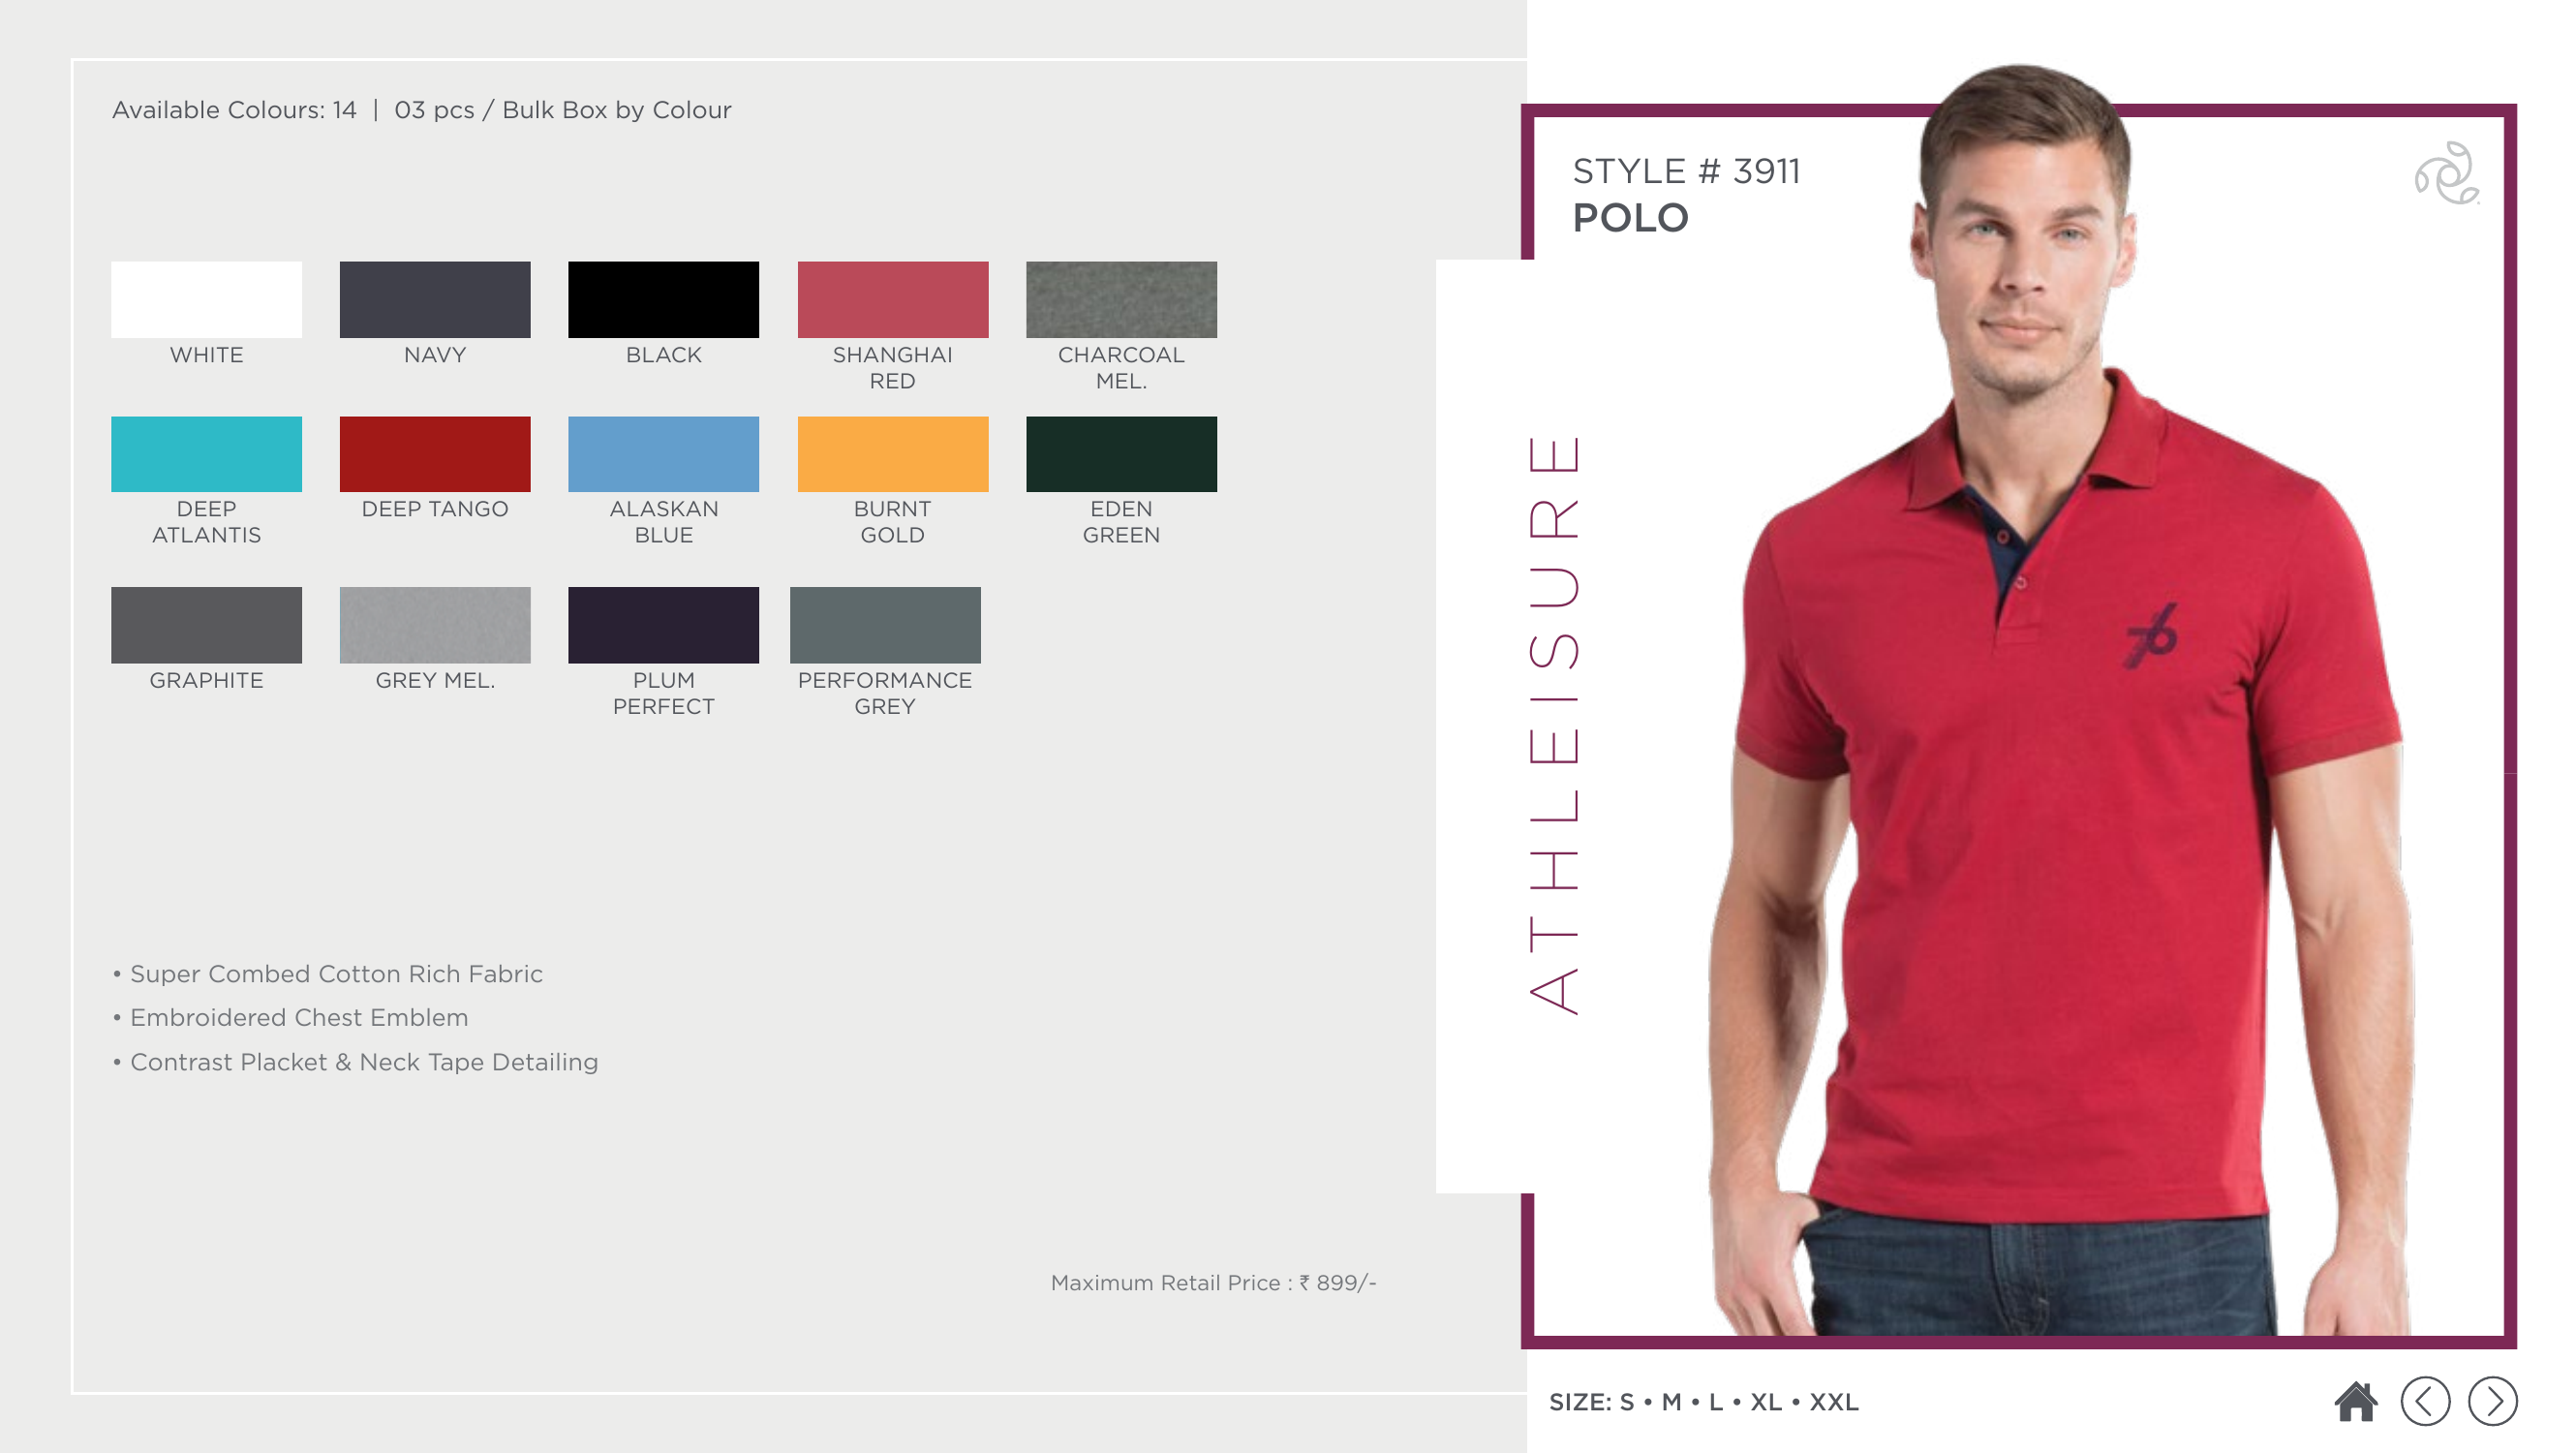 Available Colours: 14 | 03 pcs / Bulk Box by Colour
WHITE
NAVY
BLACK
SHANGHAI
RED
CHARCOAL
MEL.
DEEP
ATLANTIS
DEEP TANGO
ALASKAN
BLUE
BURNT
GOLD
EDEN
GREEN
GRAPHITE
GREY MEL.
PLUM
PERFECT
PERFORMANCE
GREY
• Super Combed Cotton Rich Fabric
• Embroidered Chest Emblem
• Contrast Placket & Neck Tape Detailing
Maximum Retail Price : ₹ 899/-
STYLE # 3911
POLO
ATHLEISURE
76
SIZE: S • M • L • XL • XXL